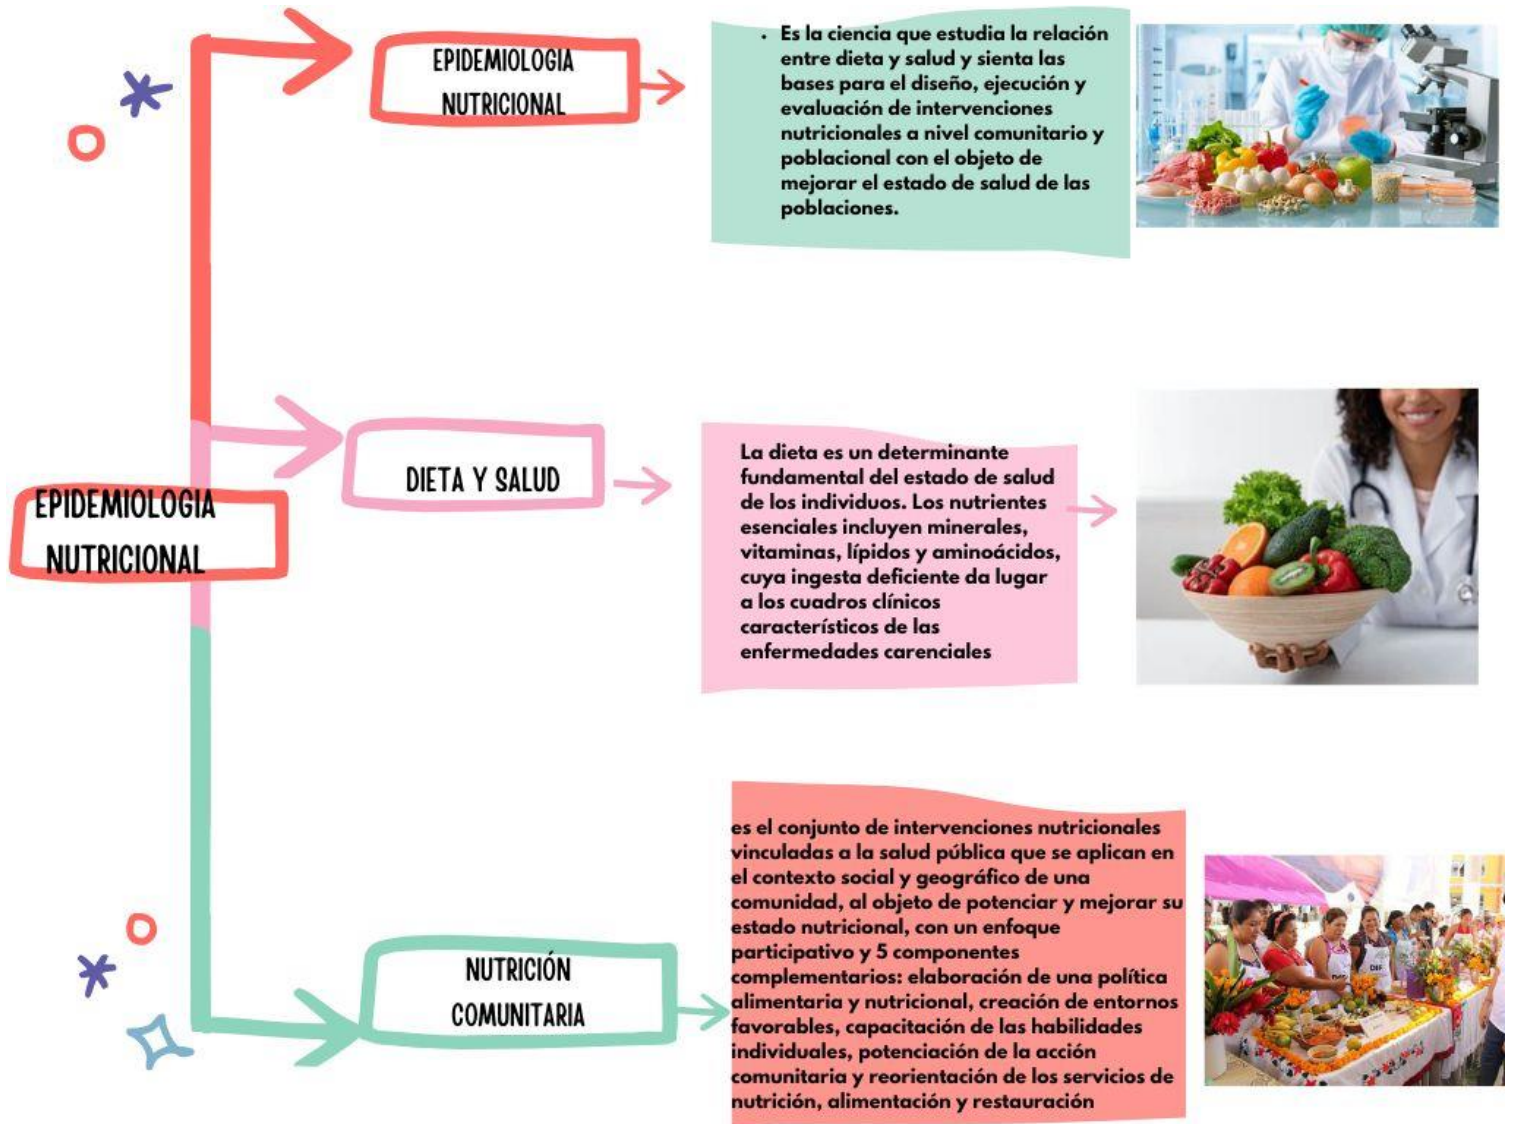 EPIDEMIOLOGIA
NUTRICIONAL
• Es la ciencia que estudia la relación
entre dieta y salud y sienta las
bases para el diseño, ejecución y
evaluación de intervenciones
nutricionales a nivel comunitario y
poblacional con el objeto de
mejorar el estado de salud de las
poblaciones.
EPIDEMIOLOGIA
NUTRICIONAL
DIETA Y SALUD
La dieta es un determinante
fundamental del estado de salud
de los individuos. Los nutrientes
esenciales incluyen minerales,
vitaminas, lípidos y aminoácidos,
cuya ingesta deficiente da lugar
a los cuadros clínicos
característicos de las
enfermedades carenciales
NUTRICIÓN
COMUNITARIA
es el conjunto de intervenciones nutricionales
vinculadas a la salud pública que se aplican en
el contexto social y geográfico de una
comunidad, al objeto de potenciar y mejorar su
estado nutricional, con un enfoque
participativo y 5 componentes
complementarios: elaboración de una política
alimentaria y nutricional, creación de entornos
favorables, capacitación de las habilidades
individuales, potenciación de la acción
comunitaria y reorientación de los servicios de
nutrición, alimentación y restauración
DIF